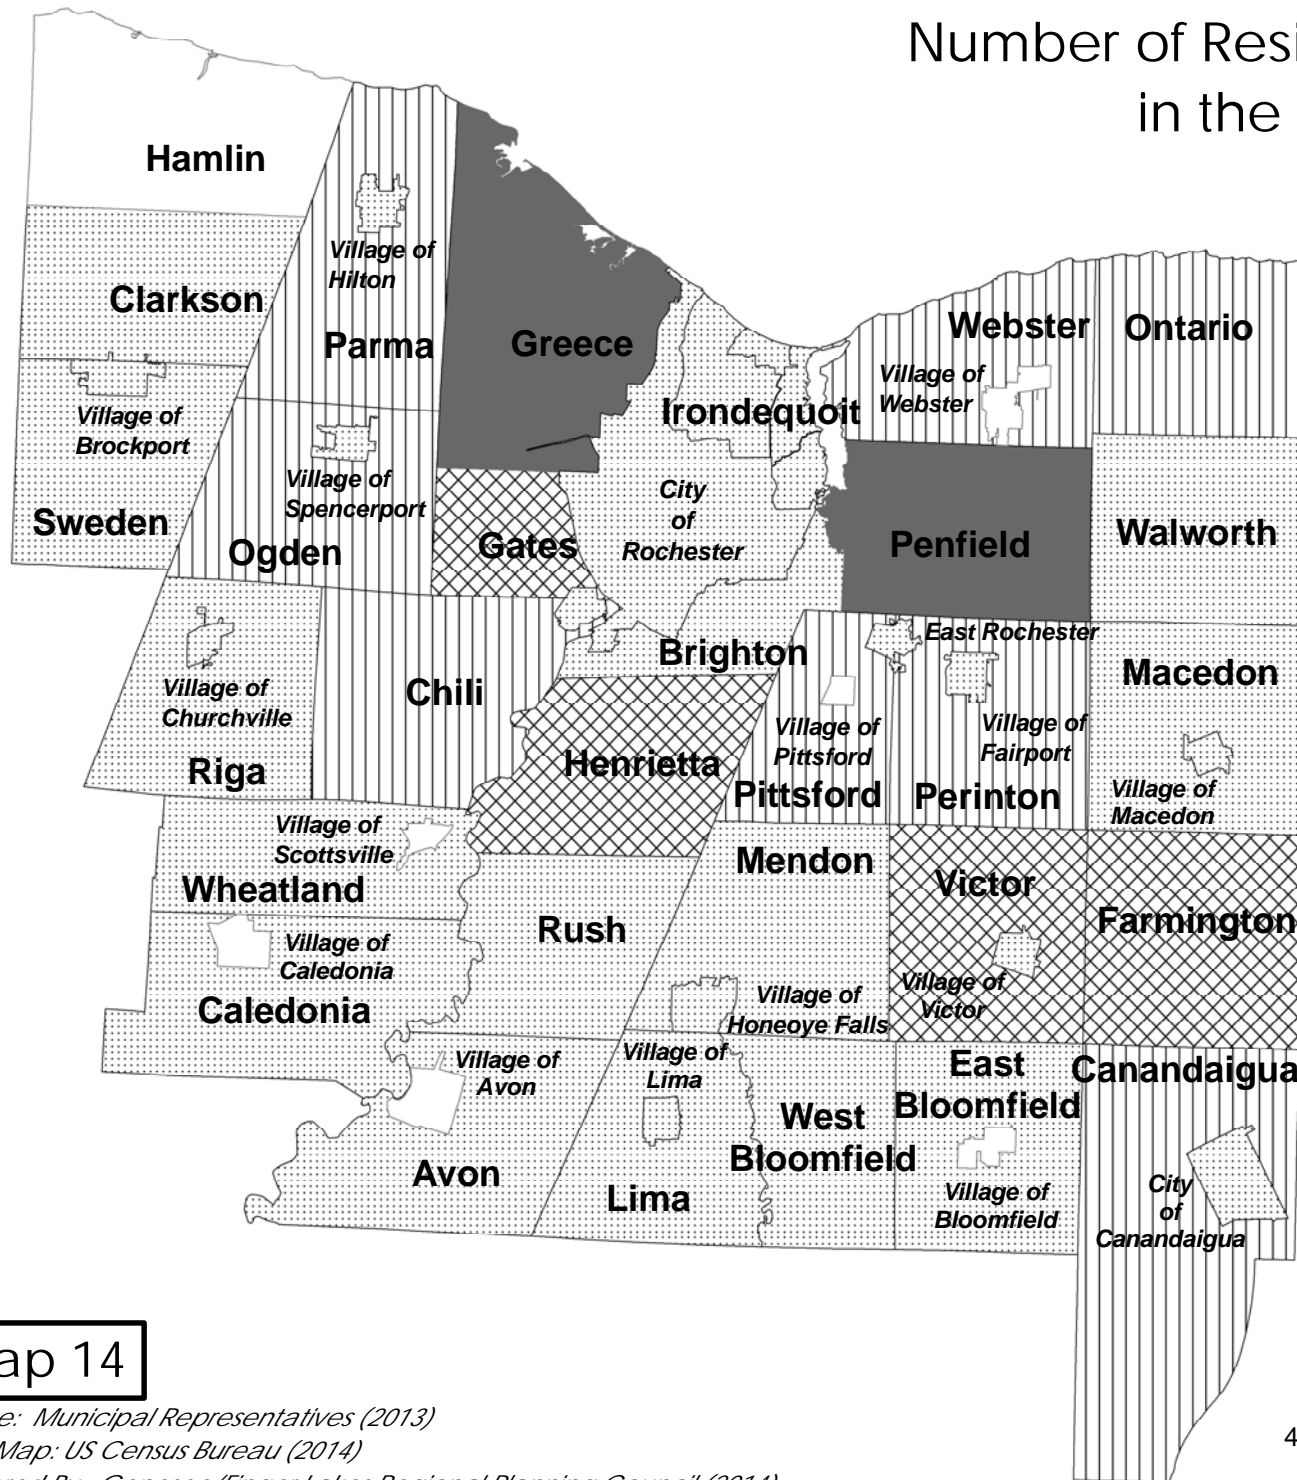 Number of Resi
in the
Hamlin
Clarkson
Village of
Hilton
Parma
Greece
Webster
Ontario
Village of
Webster
Irondequoit
Village of
Brockport
Village of
Spencerport
City
of
Rochester
Sweden
Ogden
Gates
Penfield
Walworth
East Rochester
Brighton
Macedon
Village of
Churchville
Chili
Village of
Pittsford
Village of
Fairport
Riga
Henrietta
Pittsford
Perinton
Village of
Macedon
Village of
Scottsville
Mendon
Wheatland
Victor
Farmington
Rush
Village of
Caledonia
Village of
Victor
Caledonia
Village of
Honeoye Falls
Village of
Avon
Village of
Lima
East
Bloomfield
Canandaigua
West
Bloomfield
Avon
Lima
Village of
Bloomfield
City
of
Canandaigua
ap 14
e: Municipal Representatives (2013)
Map: US Census Bureau (2014)
4